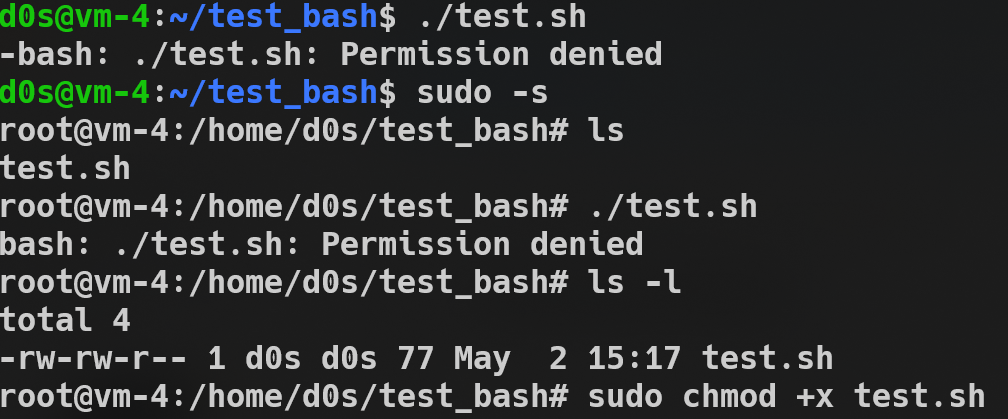 d0s@vm-4:~/test_bash$ ./test.sh
-bash: ./test.sh: Permission denied
d0s@vm-4:~/test_bash$ sudo -s
root@vm-4:/home/d0s/test_bash# ls
test.sh
root@vm-4:/home/d0s/test_bash# ./test.sh
bash: ./test.sh: Permission denied
root@vm-4:/home/d0s/test_bash# ls -l
total 4
-rw-rw-r-- 1 d0s d0s 77 May  2 15:17 test.sh
root@vm-4:/home/d0s/test_bash# sudo chmod +x test.sh